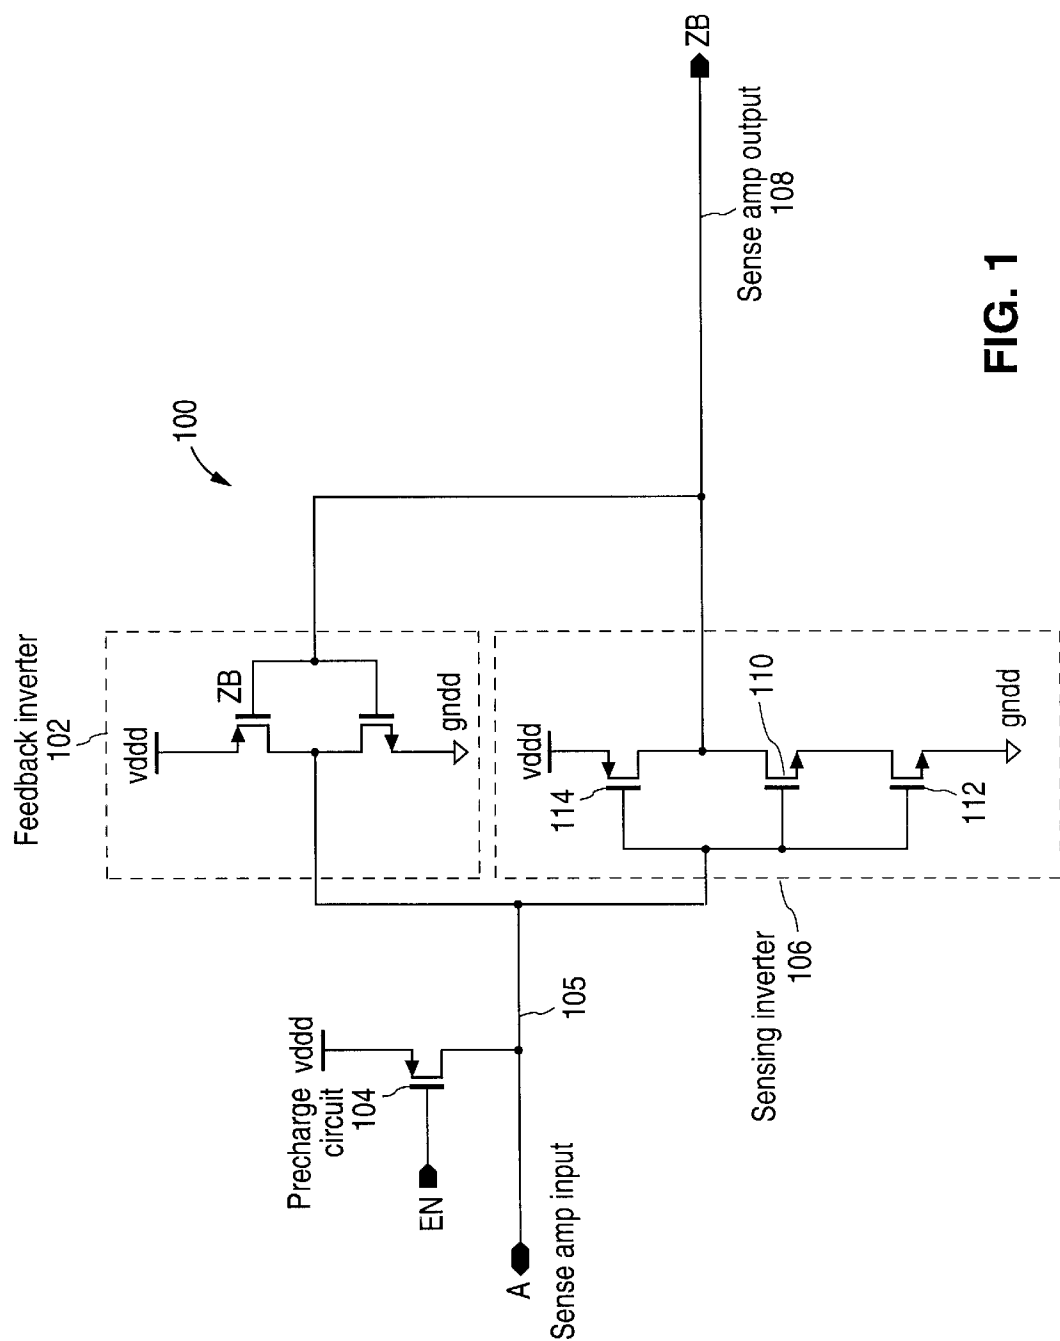 100
Feedback inverter
102
vddd
ZB
gndd
Precharge
circuit
104
vddd
EN
A
Sense amp input
105
Sensing inverter
106
vddd
114
110
112
gndd
ZB
Sense amp output
108
FIG. 1